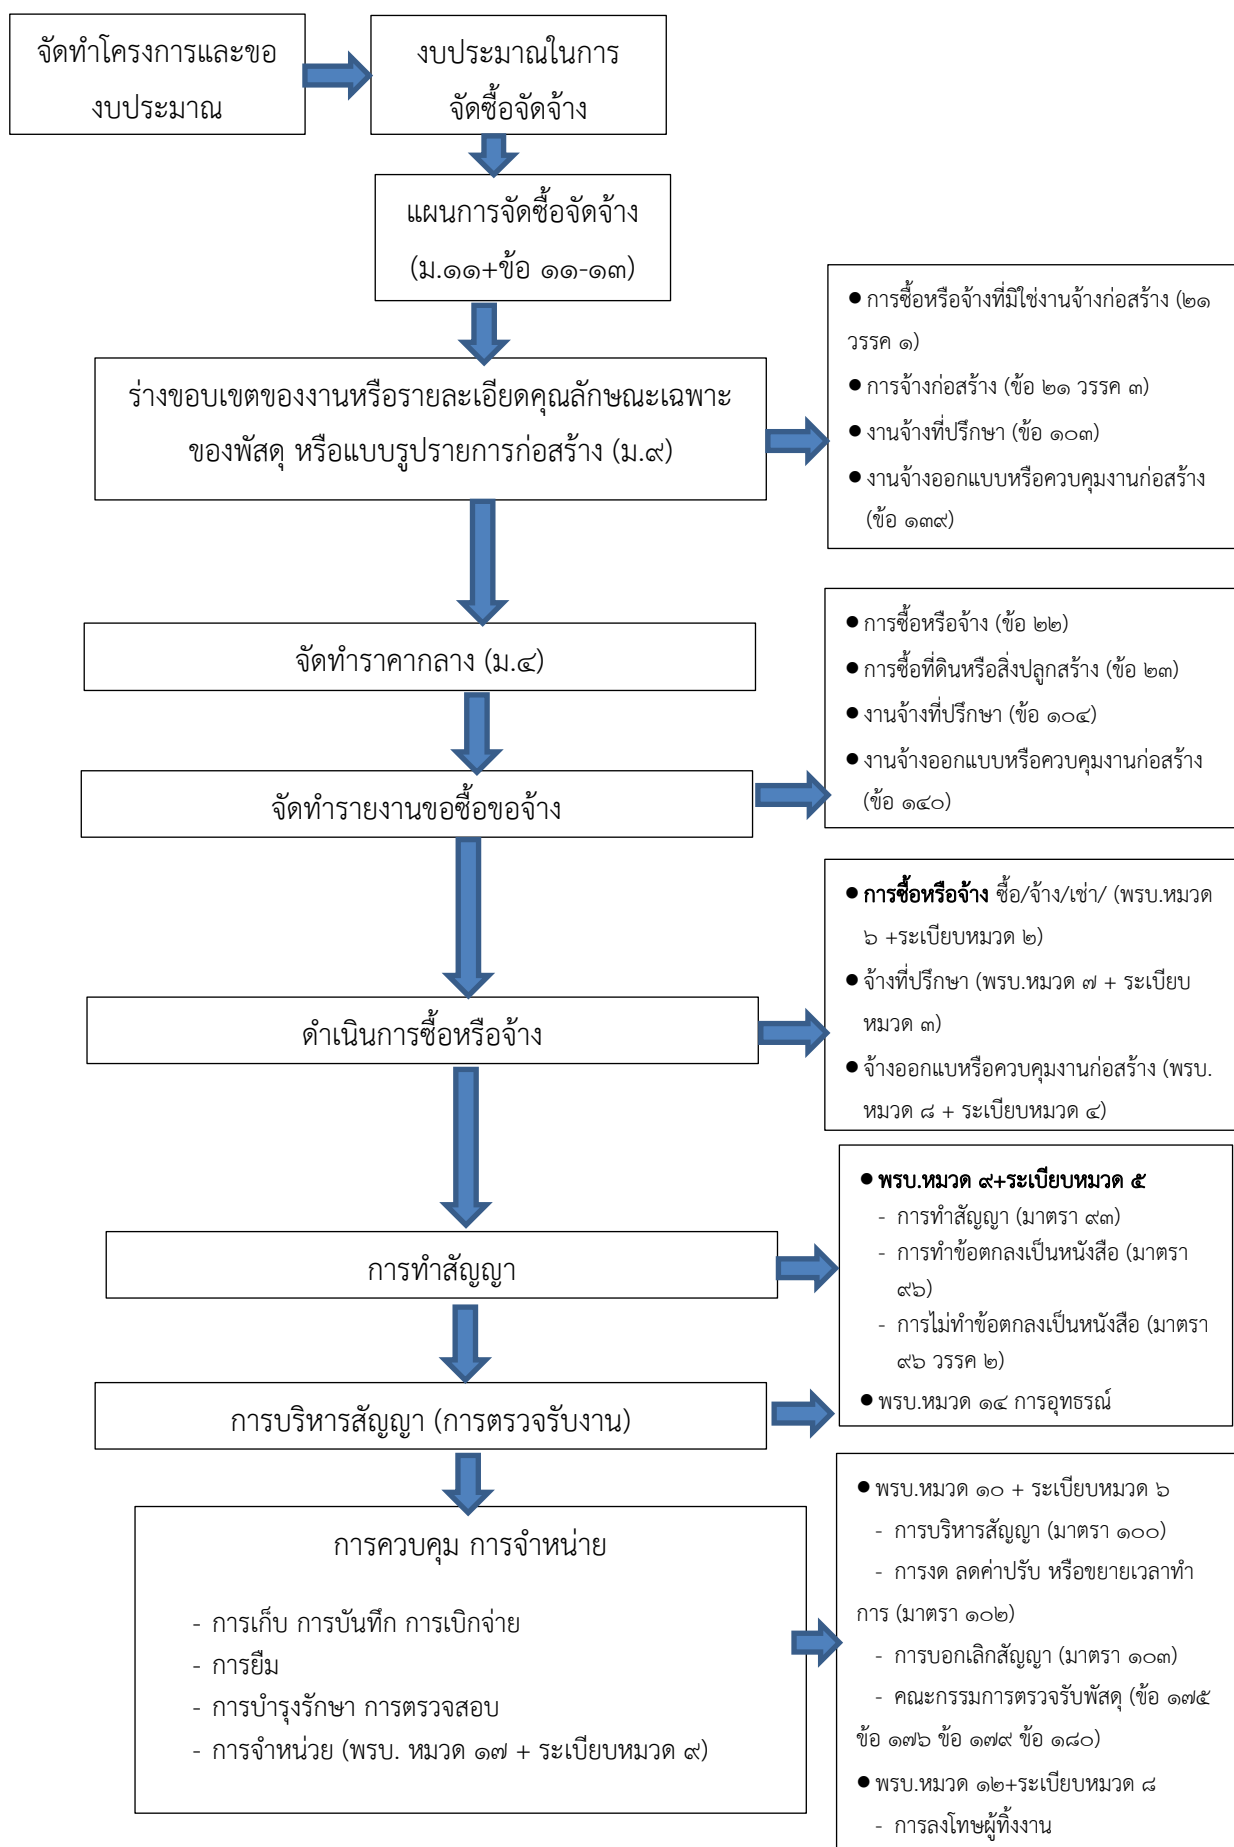 จัดทำโครงการและขอ
งบประมาณ
งบประมาณในการ
จัดซื้อจัดจ้าง
แผนการจัดซื้อจัดจ้าง
(ม.๑๑+ข้อ ๑๑-๑๓)
ร่างขอบเขตของงานหรือรายละเอียดคุณลักษณะเฉพาะ
ของพัสดุ หรือแบบรูปรายการก่อสร้าง (ม.๙)
● การซื้อหรือจ้างที่มิใช่งานจ้างก่อสร้าง (๒๑
วรรค ๑)
● การจ้างก่อสร้าง (ข้อ ๒๑ วรรค ๓)
● งานจ้างที่ปรึกษา (ข้อ ๑๐๓)
● งานจ้างออกแบบหรือควบคุมงานก่อสร้าง
(ข้อ ๑๓๙)
จัดทำราคากลาง (ม.๔)
จัดทำรายงานขอซื้อขอจ้าง
● การซื้อหรือจ้าง (ข้อ ๒๒)
● การซื้อที่ดินหรือสิ่งปลูกสร้าง (ข้อ ๒๓)
● งานจ้างที่ปรึกษา (ข้อ ๑๐๔)
● งานจ้างออกแบบหรือควบคุมงานก่อสร้าง
(ข้อ ๑๔๐)
ดำเนินการซื้อหรือจ้าง
● การซื้อหรือจ้าง ซื้อ/จ้าง/เช่า/ (พรบ.หมวด
๖ +ระเบียบหมวด ๒)
● จ้างที่ปรึกษา (พรบ.หมวด ๗ + ระเบียบ
หมวด ๓)
● จ้างออกแบหรือควบคุมงานก่อสร้าง (พรบ.
หมวด ๘ + ระเบียบหมวด ๔)
การทำสัญญา
● พรบ.หมวด ๙+ระเบียบหมวด ๕
- การทำสัญญา (มาตรา ๙๓)
- การทำข้อตกลงเป็นหนังสือ (มาตรา
๙๖)
- การไม่ทำข้อตกลงเป็นหนังสือ (มาตรา
๙๖ วรรค ๒)
● พรบ.หมวด ๑๔ การอุทธรณ์
การบริหารสัญญา (การตรวจรับงาน)
การควบคุม การจำหน่าย
- การเก็บ การบันทึก การเบิกจ่าย
- การยืม
- การบำรุงรักษา การตรวจสอบ
- การจำหน่วย (พรบ. หมวด ๑๗ + ระเบียบหมวด ๙)
● พรบ.หมวด ๑๐ + ระเบียบหมวด ๖
- การบริหารสัญญา (มาตรา ๑๐๐)
- การงด ลดค่าปรับ หรือขยายเวลาทำ
การ (มาตรา ๑๐๒)
- การบอกเลิกสัญญา (มาตรา ๑๐๓)
- คณะกรรมการตรวจรับพัสดุ (ข้อ ๑๗๕
ข้อ ๑๗๖ ข้อ ๑๗๙ ข้อ ๑๘๐)
● พรบ.หมวด ๑๒+ระเบียบหมวด ๘
- การลงโทษผู้ทิ้งงาน